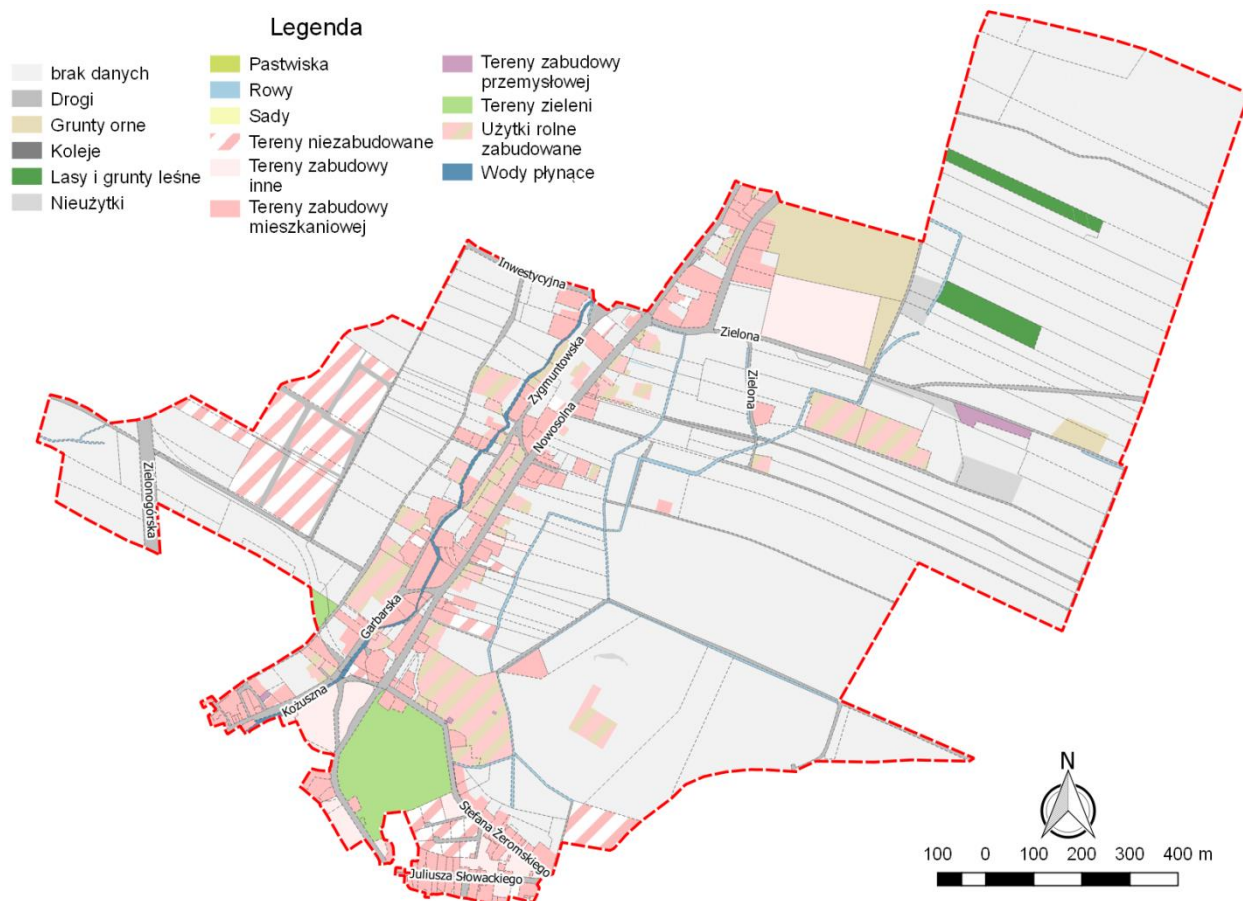 Legenda
brak danych
Drogi
Grunty orne
Koleje
Lasy i grunty leśne
Nieużytki
Pastwiska
Rowy
Sady
Tereny niezabudowane
Tereny zabudowy
inne
Tereny zabudowy
mieszkaniowej
Tereny zabudowy
przemysłowej
Tereny zieleni
Użytki rolne
zabudowane
Wody płynące
Inwestycyjna
Zygmuntowska
Nowosolna
Zielona
Zielona
Zielonogórska
Garbarska
Kożuszna
Stefana Żeromskiego
Juliusza Słowackiego
N
100 0 100 200 300 400 m